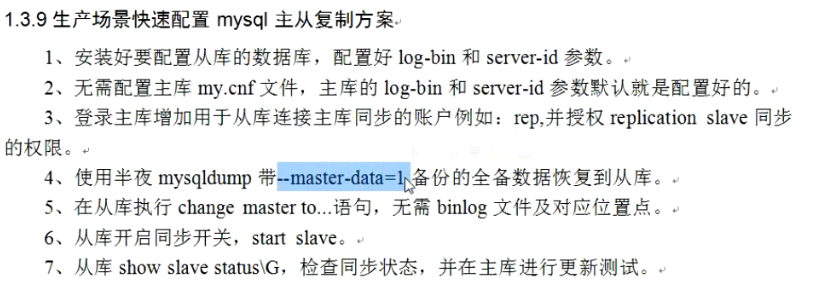 1.3.9 生产场景快速配置 mysql 主从复制方案
1、安装好要配置从库的数据库，配置好 log-bin 和 server-id 参数。
2、无需配置主库 my.cnf 文件，主库的 log-bin 和 server-id 参数默认就是配置好的。
3、登录主库增加用于从库连接主库同步的账户例如：rep,并授权 replication slave 同步
的权限。
4、使用半夜 mysqldump 带--master-data=1 备份的全备数据恢复到从库。
5、在从库执行 change master to...语句，无需 binlog 文件及对应位置点。
6、从库开启同步开关，start slave。
7、从库 show slave status\G，检查同步状态，并在主库进行更新测试。